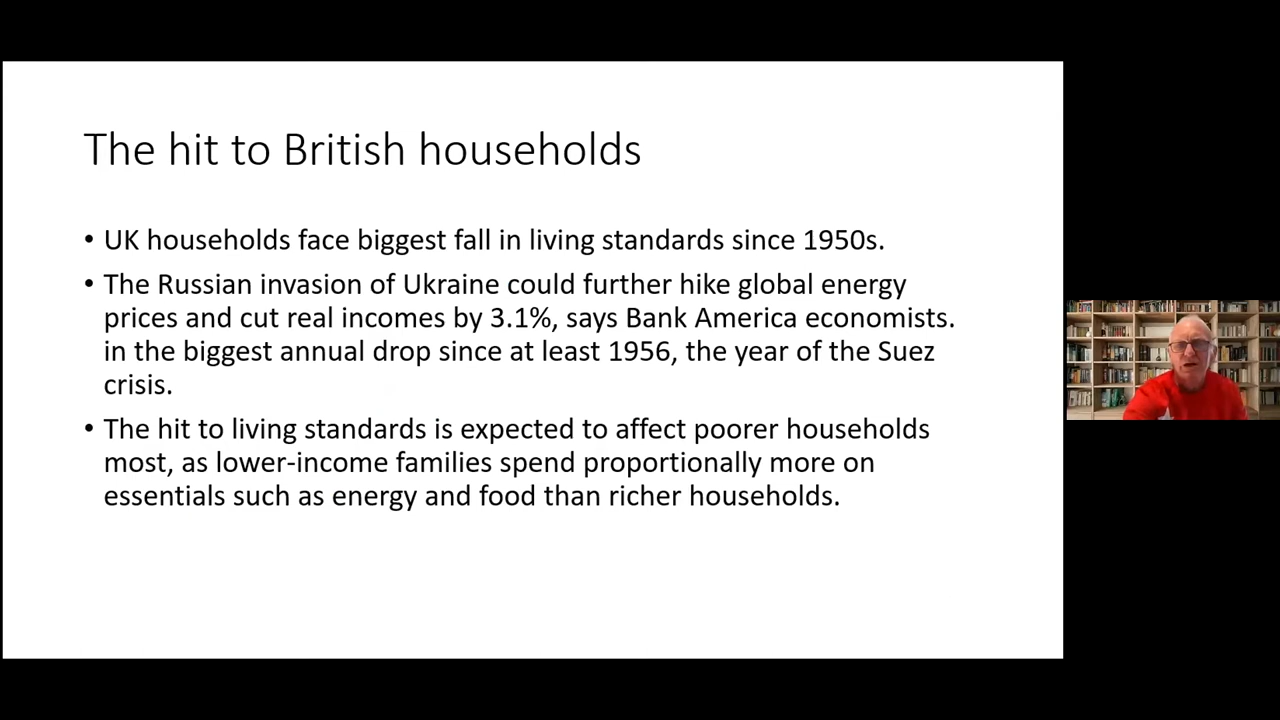 The hit to British households
• UK households face biggest fall in living standards since 1950s.
• The Russian invasion of Ukraine could further hike global energy
prices and cut real incomes by 3.1%, says Bank America economists.
in the biggest annual drop since at least 1956, the year of the Suez
crisis.
• The hit to living standards is expected to affect poorer households
most, as lower-income families spend proportionally more on
essentials such as energy and food than richer households.